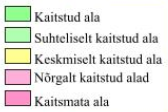 Kaitstud ala
Suhteliselt kaitstud ala
Keskmiselt kaitstud ala
Nõrgalt kaitstud alad
Kaitsmata ala